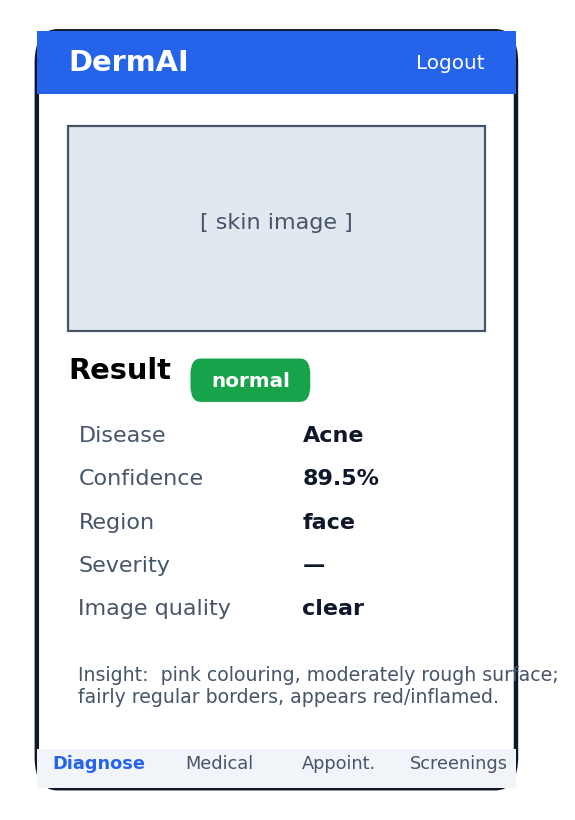 DermAI Logout
[ skin image ]
Result normal
Disease Acne
Confidence 89.5%
Region face
Severity —
Image quality clear
Insight:  pink colouring, moderately rough surface;
fairly regular borders, appears red/inflamed.
Diagnose Medical Appoint. Screenings